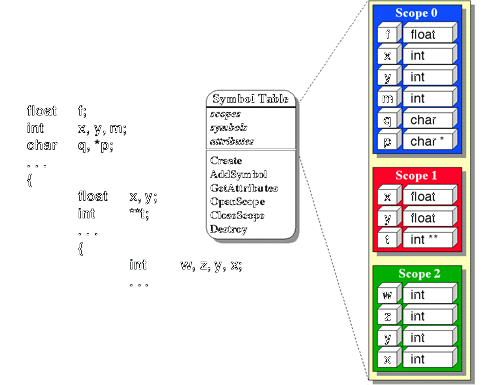 float f;
int x, y, m;
char q, *p;
. . .
{
float x, y;
int **t;
. . .
{
int w, z, y, x;
. . .
Symbol Table
scopes
symbols
attributes
Create
AddSymbol
GetAttributes
OpenScope
CloseScope
Destroy
Scope 0
f float
x int
y int
m int
q char
p char *
Scope 1
x float
y float
t int **
Scope 2
w int
z int
y int
x int